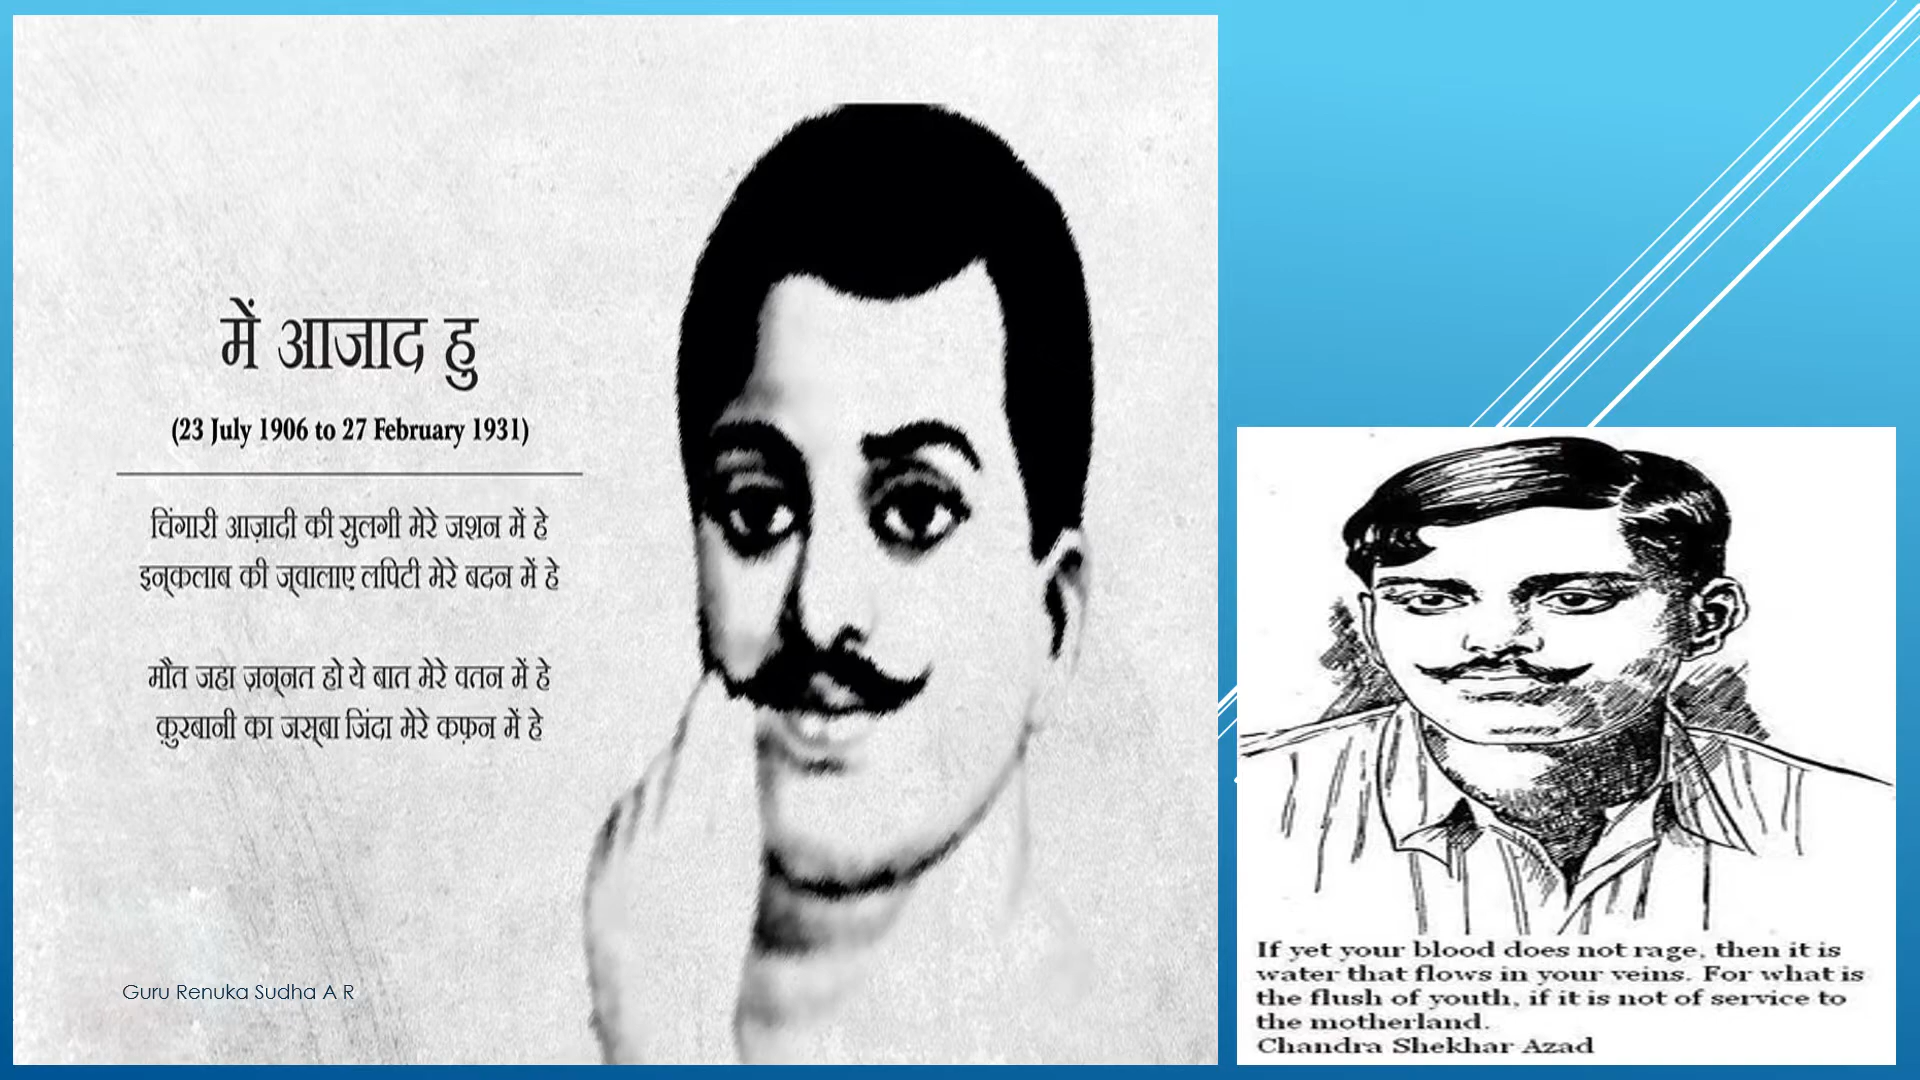 में आजाद हु
(23 July 1906 to 27 February 1931)
चिंगारी आज़ादी की सुलगी मेरे जशन में हे
इन्‌कलाब की ज्‌वालाए लपिटी मेरे बदन में हे
मौत जहा ज़न्‌नत हो ये बात मेरे वतन में हे
क़ुरबानी का जस्‌बा जिंदा मेरे कफ़न में हे
Guru Renuka Sudha A R
If yet your blood does not rage, then it is
water that flows in your veins. For what is
the flush of youth, if it is not of service to
the motherland.
Chandra Shekhar Azad